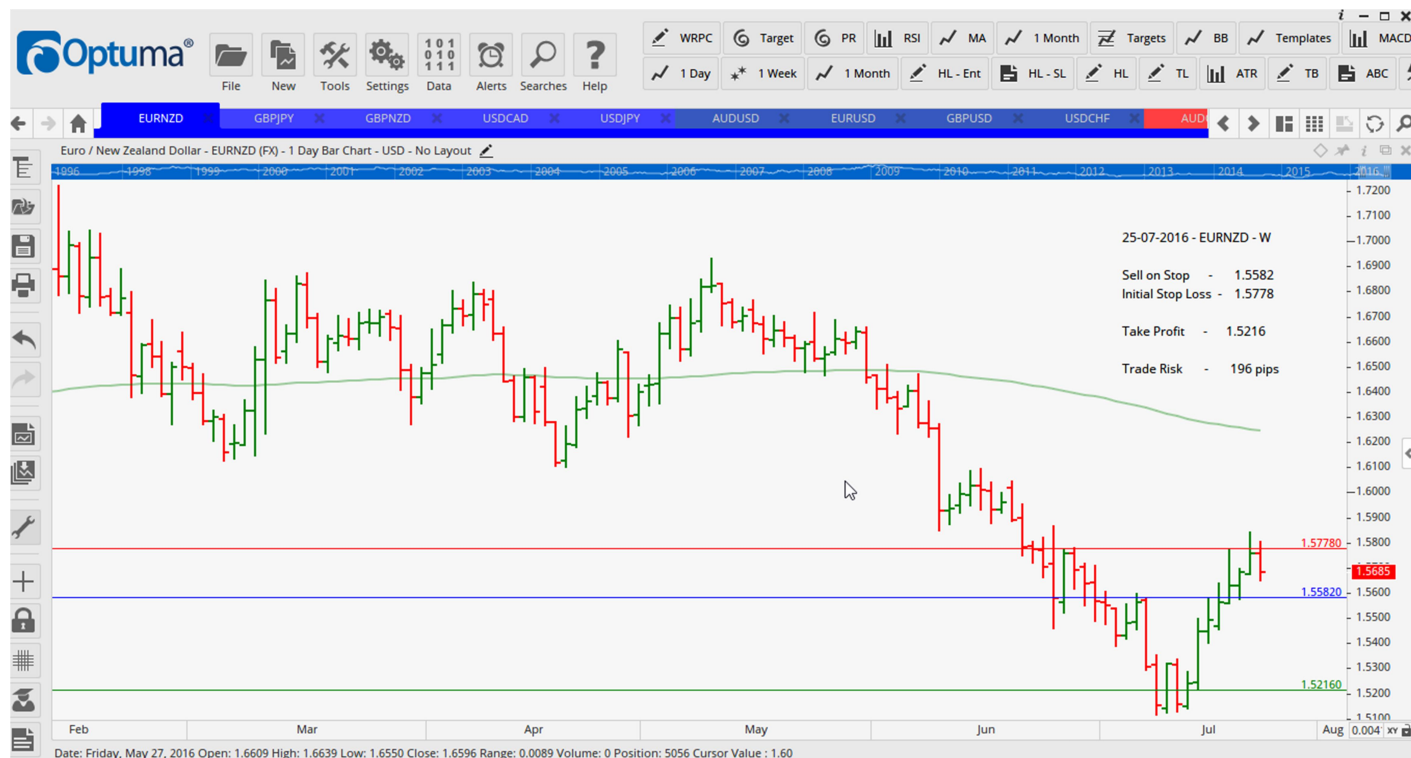 Optuma®
File New Tools Settings Data Alerts Searches Help
WRPC Target PR RSI MA 1 Month Targets BB Templates MACD
1 Day 1 Week 1 Month HL - Ent HL - SL HL TL ATR TB ABC
EURNZD GBPJPY GBPNZD USDCAD USDJPY AUDUSD EURUSD GBPUSD USDCHF
Euro / New Zealand Dollar - EURNZD (FX) - 1 Day Bar Chart - USD - No Layout
1996 1998 1999 2000 2001 2002 2003 2004 2005 2006 2007 2008 2009 2010 2011 2012 2013 2014 2015 2016
1.7200
1.7100
1.7000
1.6900
1.6800
1.6700
1.6600
1.6500
1.6400
1.6300
1.6200
1.6100
1.6000
1.5900
1.5800
1.5685
1.5600
1.5500
1.5400
1.5300
1.5200
1.5100
25-07-2016 - EURNZD - W
Sell on Stop - 1.5582
Initial Stop Loss - 1.5778
Take Profit - 1.5216
Trade Risk - 196 pips
1.57780
1.55820
1.52160
Feb Mar Apr May Jun Jul Aug 0.004 XY
Date: Friday, May 27, 2016 Open: 1.6609 High: 1.6639 Low: 1.6550 Close: 1.6596 Range: 0.0089 Volume: 0 Position: 5056 Cursor Value : 1.60